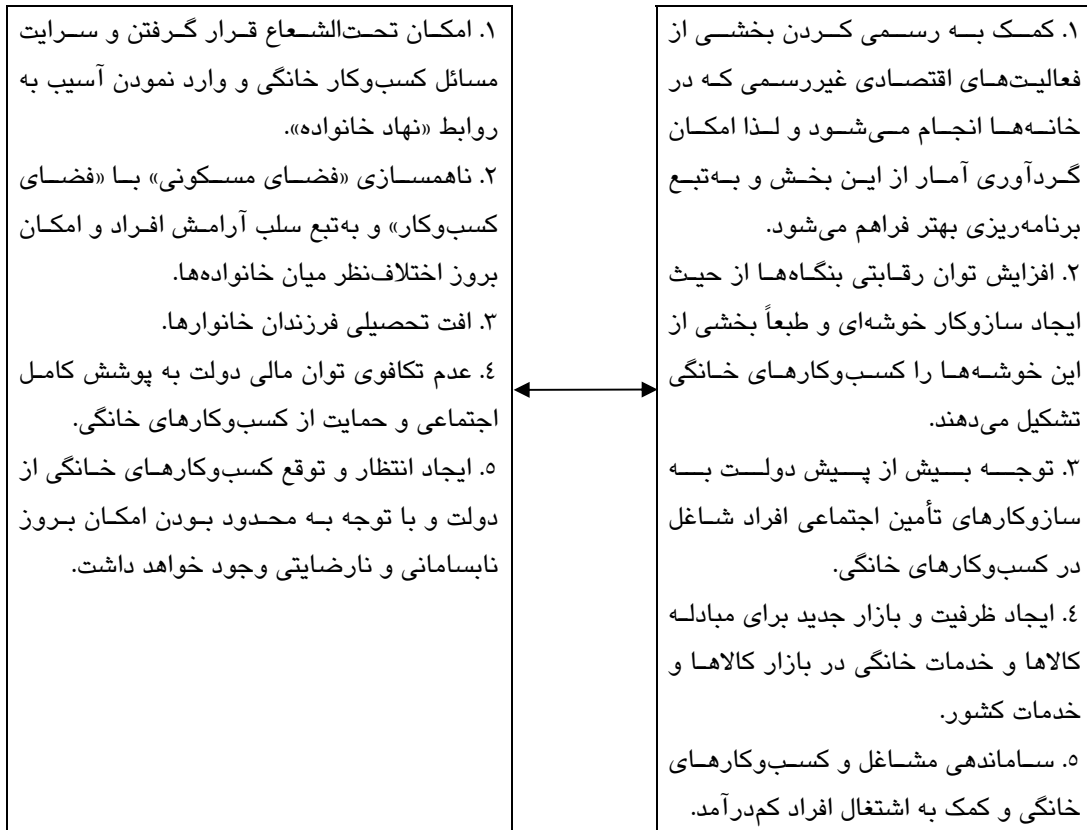 ۱. کمک به رسمی کردن بخشی از
فعالیت‌های اقتصادی غیررسمی که در
خانه‌ها انجام می‌شود و لذا امکان
گردآوری آمار از این بخش و به‌تبع
برنامه‌ریزی بهتر فراهم می‌شود.
۲. افزایش توان رقابتی بنگاه‌ها از حیث
ایجاد سازوکار خوشه‌ای و طبعاً بخشی از
این خوشه‌ها را کسب‌وکارهای خانگی
تشکیل می‌دهند.
۳. توجه بیش از پیش دولت به
سازوکارهای تأمین اجتماعی افراد شاغل
در کسب‌وکارهای خانگی.
۴. ایجاد ظرفیت و بازار جدید برای مبادله
کالاها و خدمات خانگی در بازار کالاها و
خدمات کشور.
۵. ساماندهی مشاغل و کسب‌وکارهای
خانگی و کمک به اشتغال افراد کم‌درآمد.
۱. امکان تحت‌الشعاع قرار گرفتن و سرایت
مسائل کسب‌وکار خانگی و وارد نمودن آسیب به
روابط «نهاد خانواده».
۲. ناهمسازی «فضای مسکونی» با «فضای
کسب‌وکار» و به‌تبع سلب آرامش افراد و امکان
بروز اختلاف‌نظر میان خانواده‌ها.
۳. افت تحصیلی فرزندان خانوارها.
۴. عدم تکافوی توان مالی دولت به پوشش کامل
اجتماعی و حمایت از کسب‌وکارهای خانگی.
۵. ایجاد انتظار و توقع کسب‌وکارهای خانگی از
دولت و با توجه به محدود بودن امکان بروز
نابسامانی و نارضایتی وجود خواهد داشت.